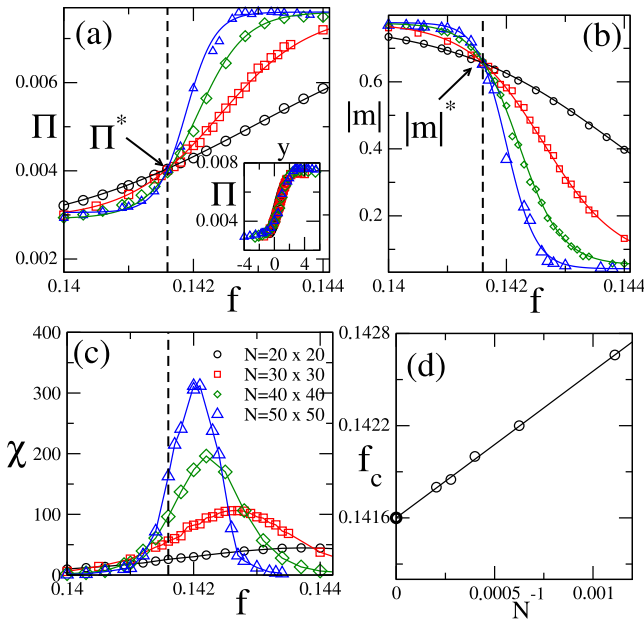 (a)
Π
Π*
0.006
0.004
0.002
0.14
0.142
0.144
f
y
Π
0.008
0.004
-4
0
4
(b)
|m|
|m|*
0.6
0.4
0.2
0.14
0.142
0.144
f
(c)
χ
400
300
200
100
0
N=20 x 20
N=30 x 30
N=40 x 40
N=50 x 50
0.14
0.142
0.144
f
(d)
f_c
0.1428
0.1422
0.1416
0
0.0005
0.001
N^-1